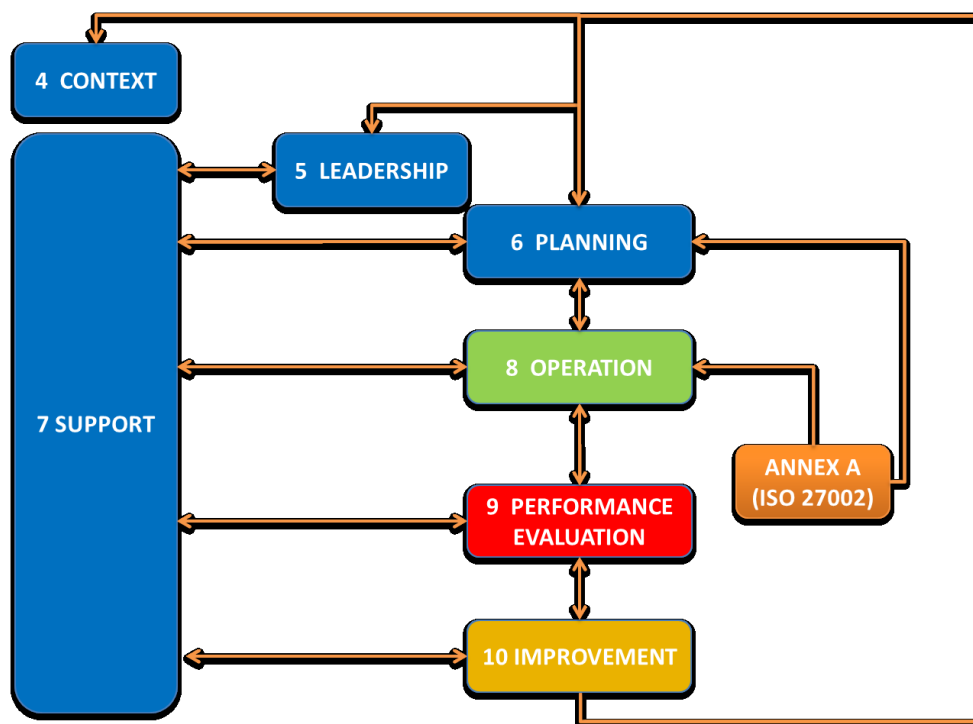 4 CONTEXT
5 LEADERSHIP
6 PLANNING
8 OPERATION
7 SUPPORT
ANNEX A
(ISO 27002)
9 PERFORMANCE
EVALUATION
10 IMPROVEMENT